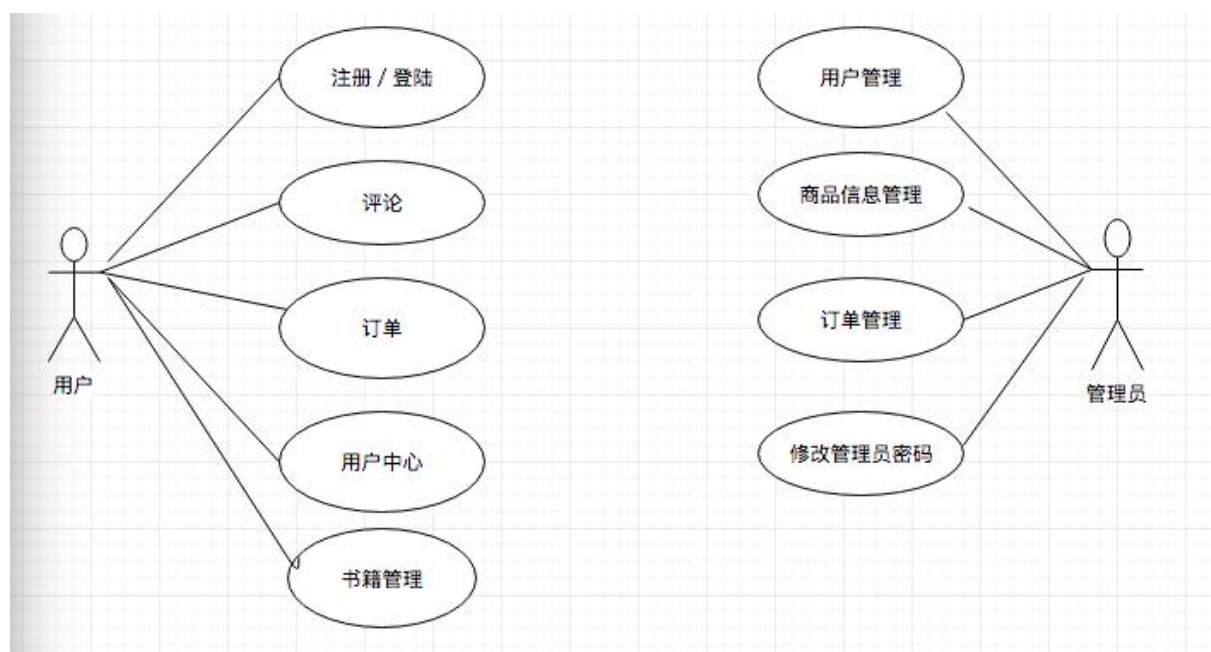 注册 / 登陆
评论
订单
用户中心
书籍管理
用户
用户管理
商品信息管理
订单管理
修改管理员密码
管理员